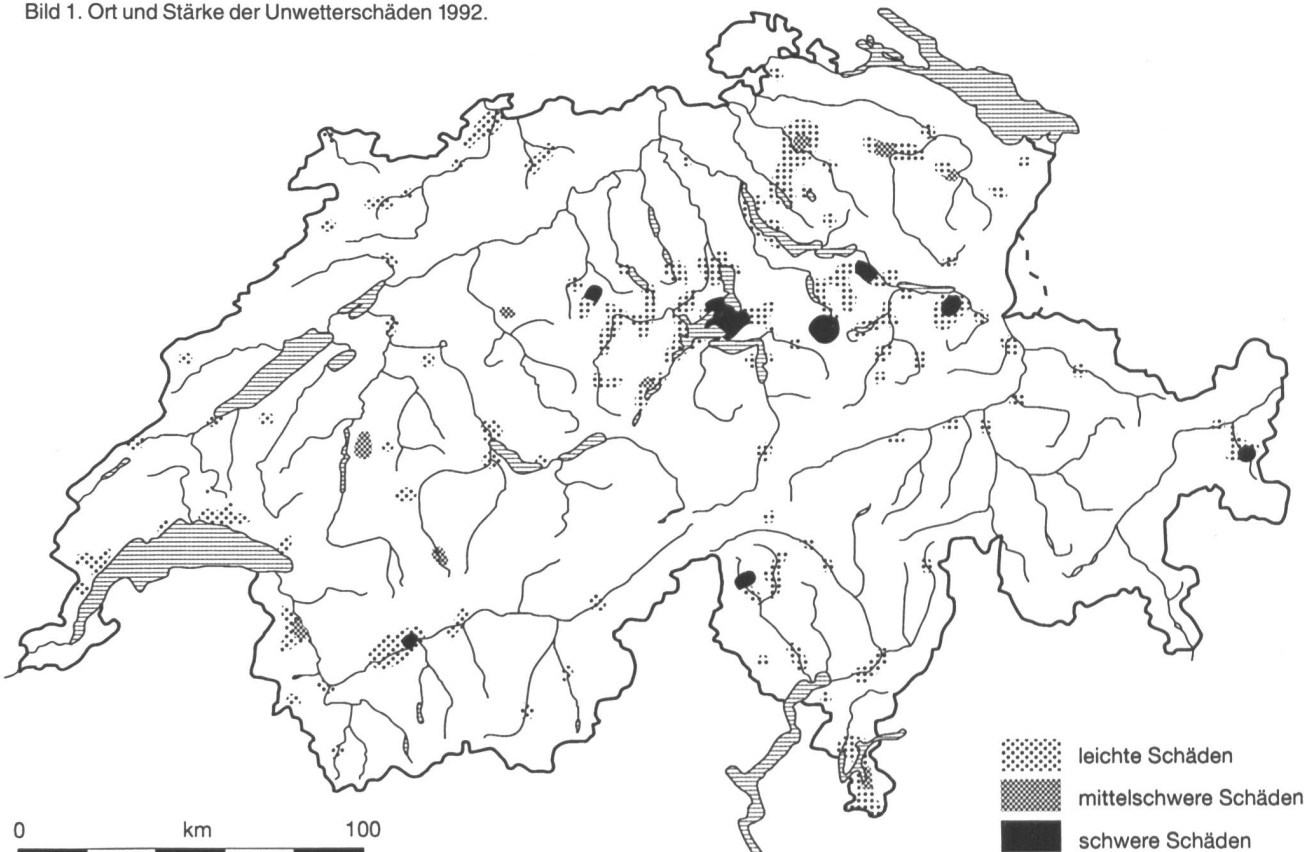 Bild 1. Ort und Stärke der Unwetterschäden 1992.
leichte Schäden
mittelschwere Schäden
schwere Schäden
0 km 100